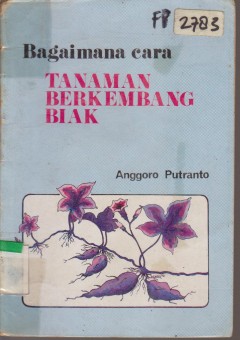 FP 2783
Bagaimana cara
TANAMAN
BERKEMBANG
BIAK
Anggoro Putranto